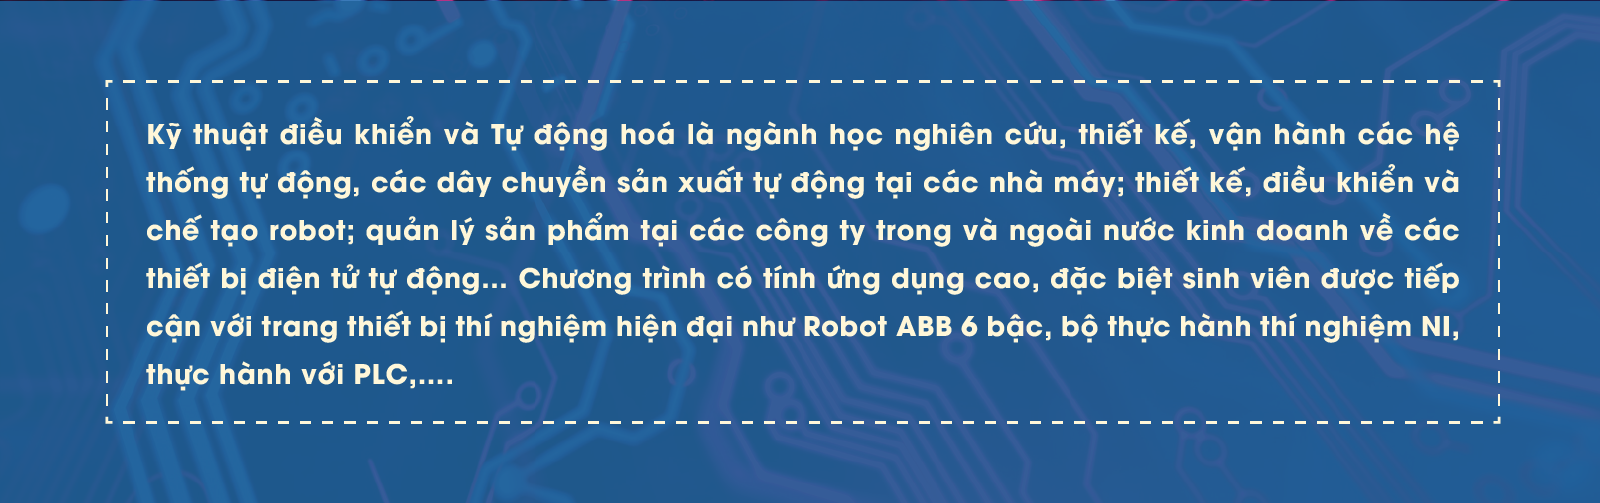 Kỹ thuật điều khiển và Tự động hoá là ngành học nghiên cứu, thiết kế, vận hành các hệ
thống tự động, các dây chuyền sản xuất tự động tại các nhà máy; thiết kế, điều khiển và
chế tạo robot; quản lý sản phẩm tại các công ty trong và ngoài nước kinh doanh về các
thiết bị điện tử tự động... Chương trình có tính ứng dụng cao, đặc biệt sinh viên được tiếp
cận với trang thiết bị thí nghiệm hiện đại như Robot ABB 6 bậc, bộ thực hành thí nghiệm NI,
thực hành với PLC,....